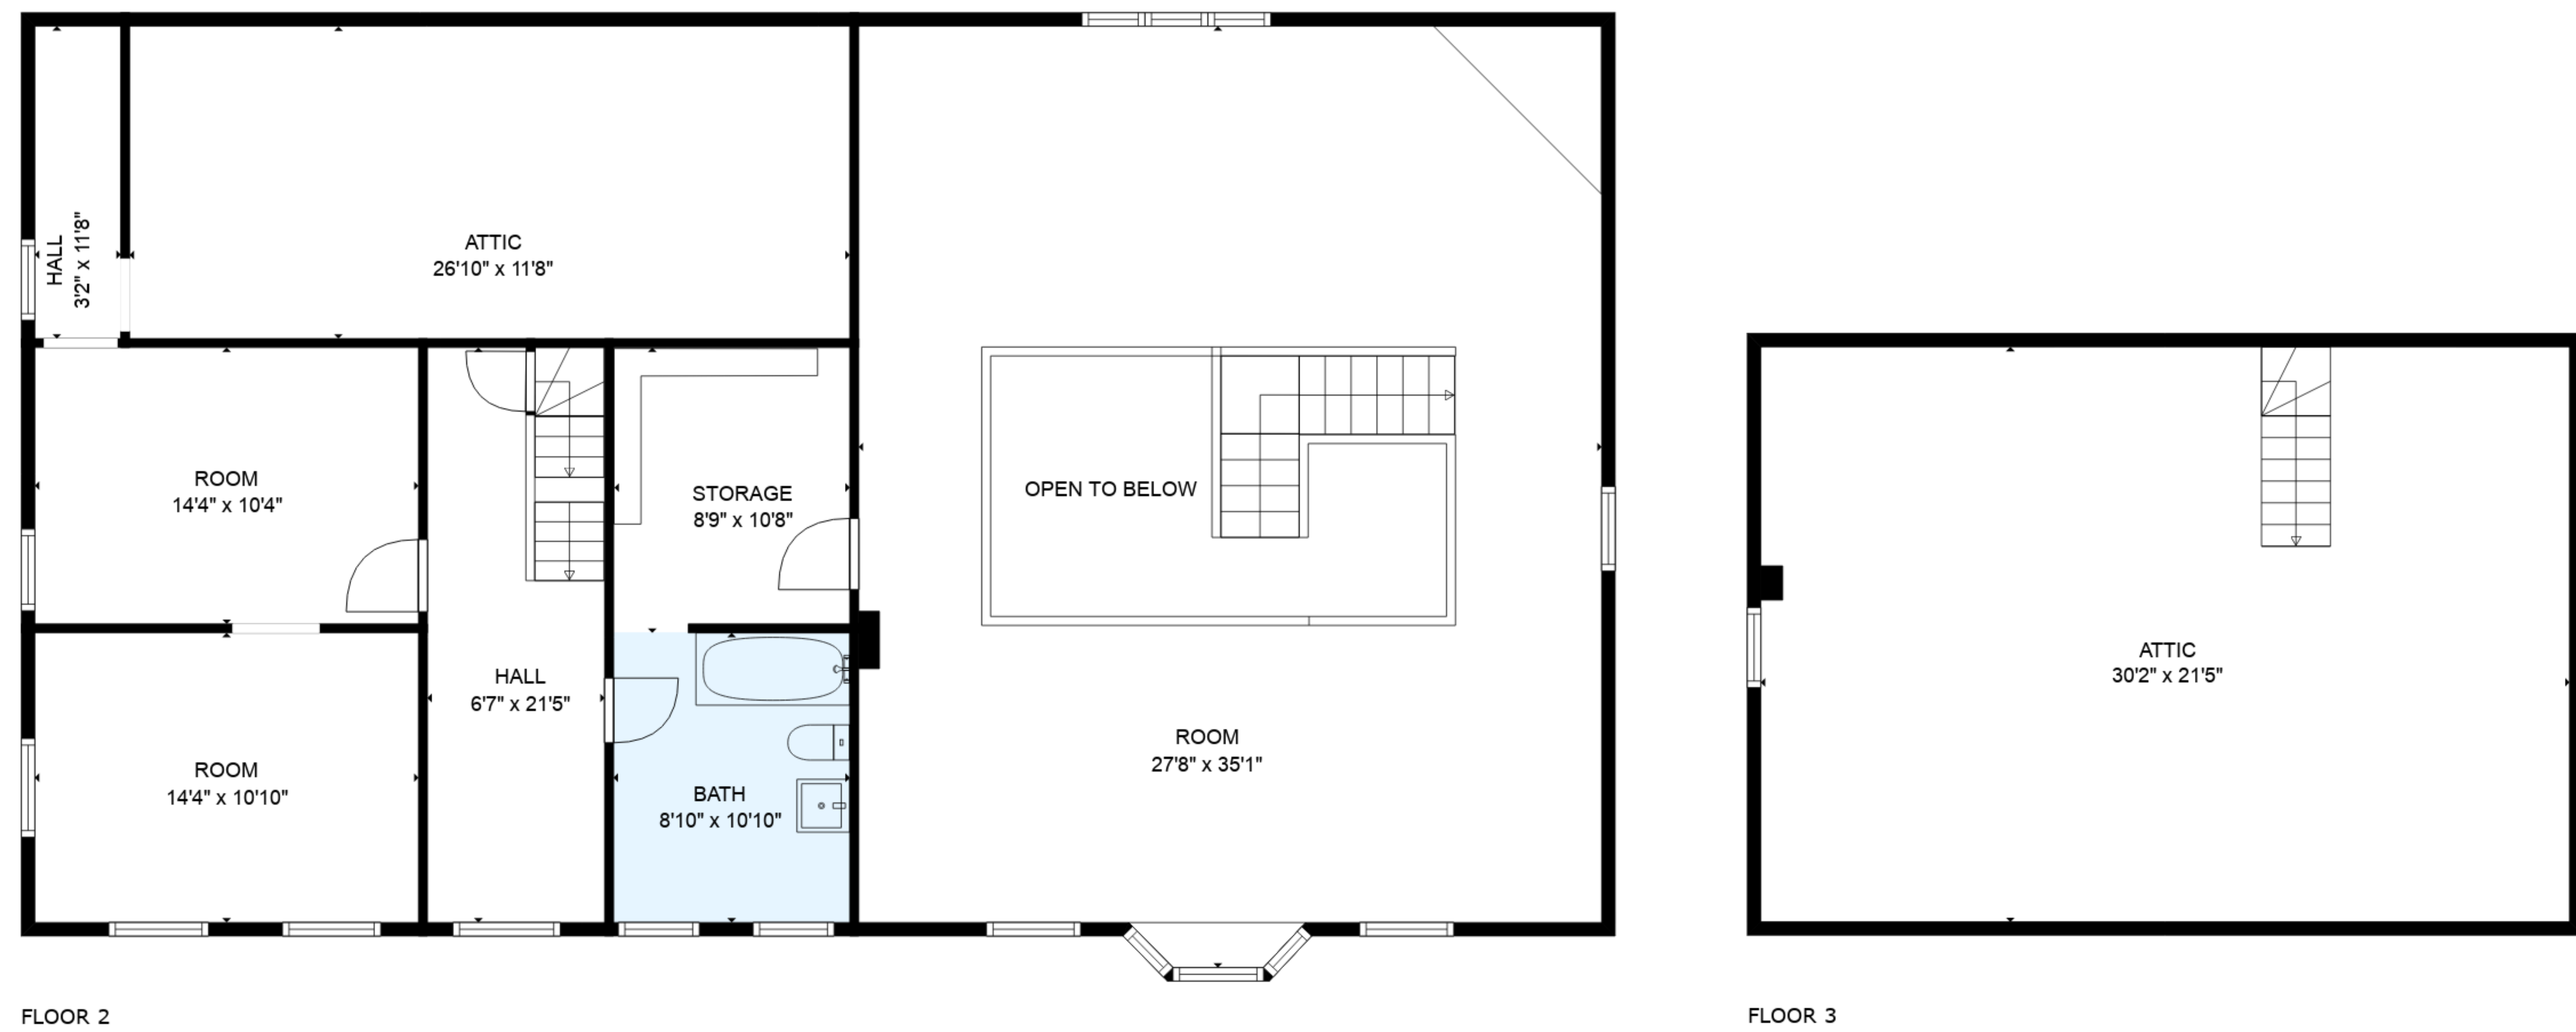 HALL
3'2" x 11'8"
ATTIC
26'10" x 11'8"
ROOM
14'4" x 10'4"
STORAGE
8'9" x 10'8"
OPEN TO BELOW
HALL
6'7" x 21'5"
ROOM
14'4" x 10'10"
BATH
8'10" x 10'10"
ROOM
27'8" x 35'1"
FLOOR 2
ATTIC
30'2" x 21'5"
FLOOR 3